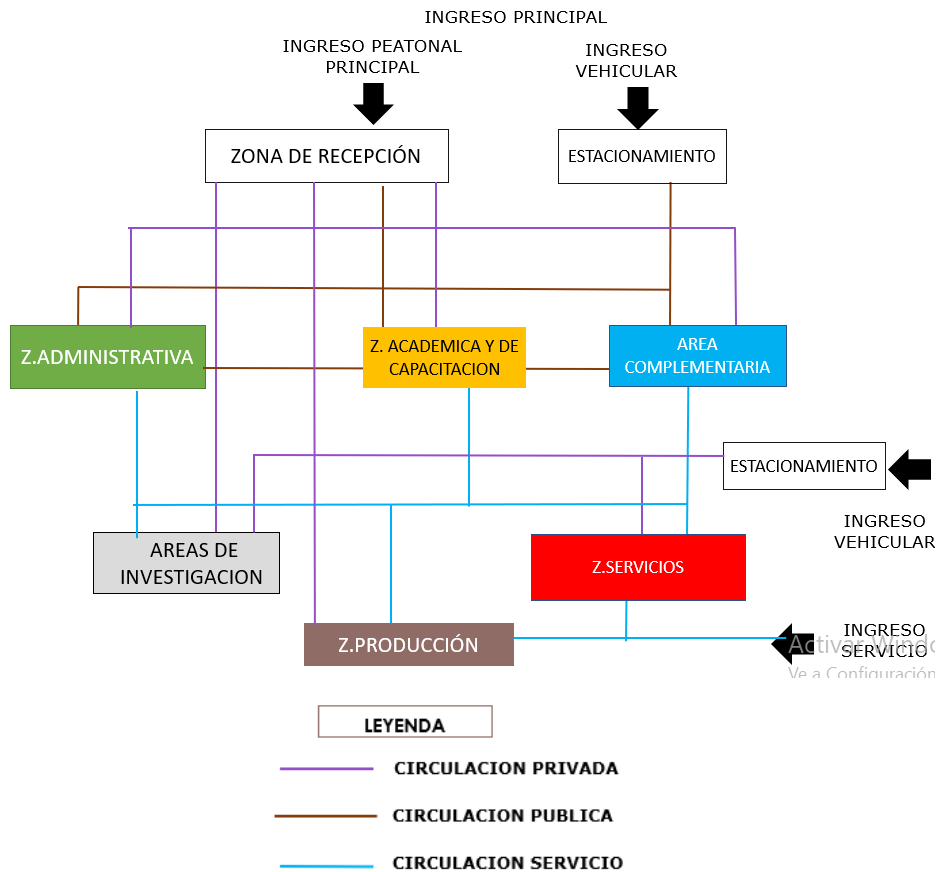 INGRESO PRINCIPAL
INGRESO PEATONAL
PRINCIPAL
INGRESO
VEHICULAR
ZONA DE RECEPCIÓN
ESTACIONAMIENTO
Z.ADMINISTRATIVA
Z. ACADEMICA Y DE
CAPACITACION
AREA
COMPLEMENTARIA
ESTACIONAMIENTO
INGRESO
VEHICULAR
AREAS DE
INVESTIGACION
Z.SERVICIOS
Z.PRODUCCIÓN
INGRESO
SERVICIO
Activar Windo
Ve a Configuración
LEYENDA
CIRCULACION PRIVADA
CIRCULACION PUBLICA
CIRCULACION SERVICIO